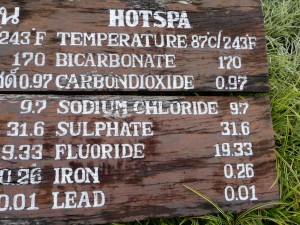 น HOTSPA
243°F TEMPERATURE 87C/243°F
170 BICARBONATE 170
0.97 CARBONDIOXIDE 0.97
9.7 SODIUM CHLORIDE 9.7
31.6 SULPHATE 31.6
9.33 FLUORIDE 19.33
0.26 IRON 0.26
0.01 LEAD 0.01